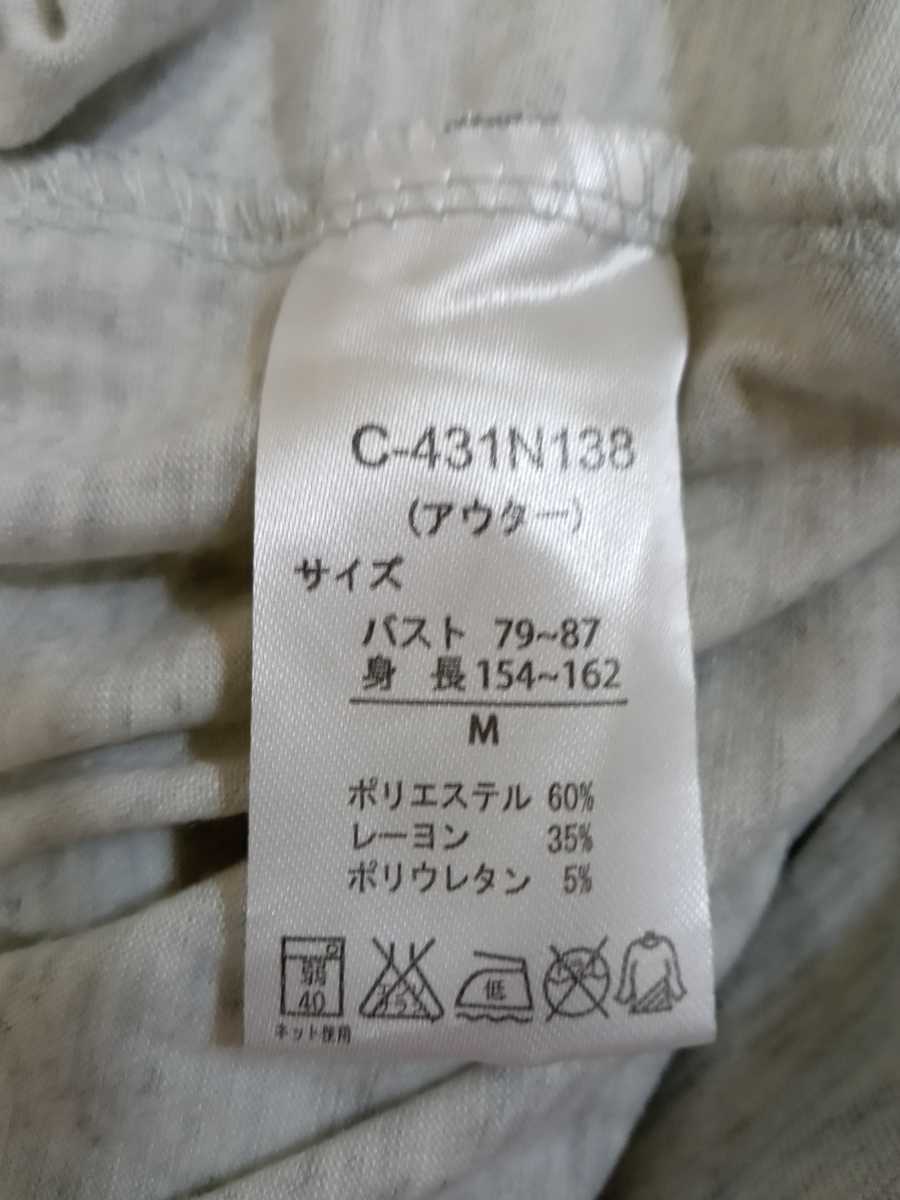 C-431N138
(アウター)
サイズ
バスト 79~87
身 長 154~162
M
ポリエステル 60%
レーヨン 35%
ポリウレタン 5%
弱
40
低
ネット使用